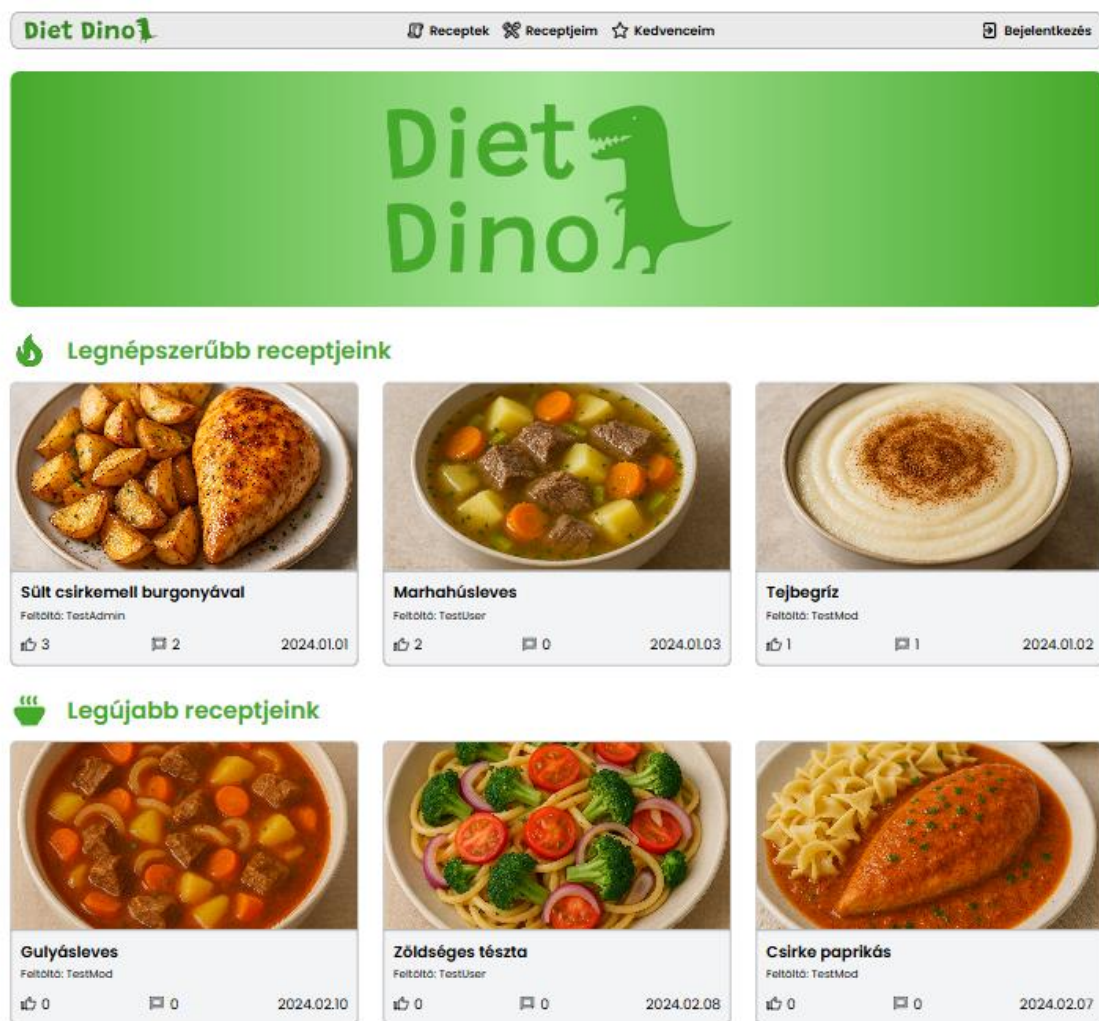 Diet Dino
Receptek Receptjeim Kedvenceim Bejelentkezés
Diet
Dino
Legnépszerűbb receptjeink
Sült csirkemell burgonyával
Feltöltő: TestAdmin
3 2 2024.01.01
Marhahúsleves
Feltöltő: TestUser
2 0 2024.01.03
Tejbegríz
Feltöltő: TestMod
1 1 2024.01.02
Legújabb receptjeink
Gulyásleves
Feltöltő: TestMod
0 0 2024.02.10
Zöldséges tészta
Feltöltő: TestUser
0 0 2024.02.08
Csirke paprikás
Feltöltő: TestMod
0 0 2024.02.07